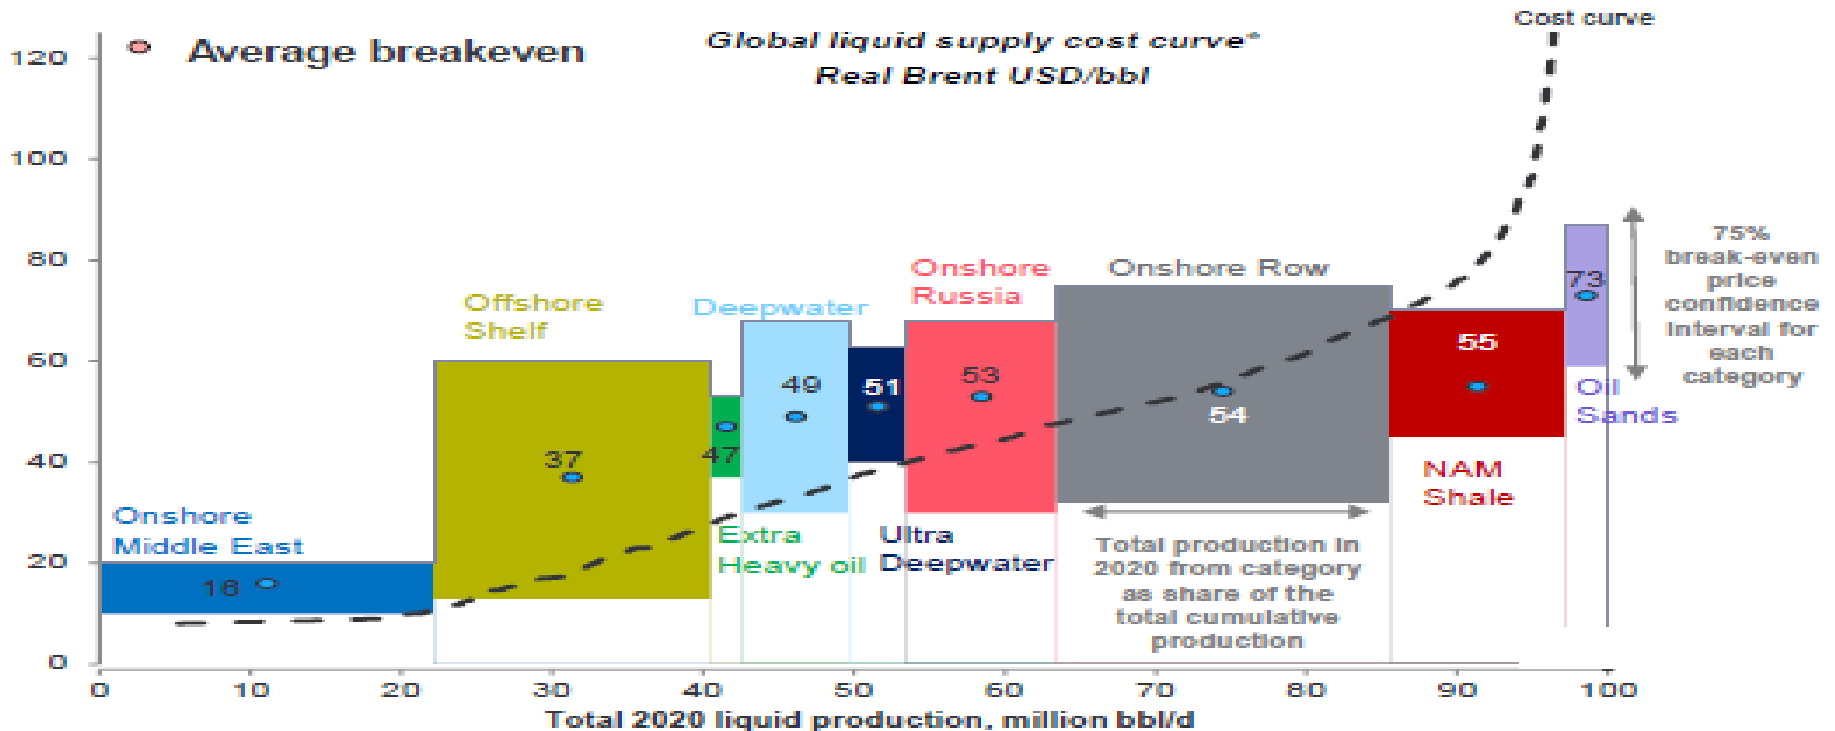 Cost curve
Average breakeven
Global liquid supply cost curve*
Real Brent USD/bbl
120
100
80
60
40
20
0
Onshore
Middle East
16
Offshore
Shelf
37
47
Extra
Heavy oil
Deepwater
49
51
Ultra
Deepwater
Onshore
Russia
53
Onshore Row
54
Total production in
2020 from category
as share of the
total cumulative
production
55
NAM
Shale
73
Oil
Sands
75%
break-even
price
confidence
interval for
each
category
0 10 20 30 40 50 60 70 80 90 100
Total 2020 liquid production, million bbl/d